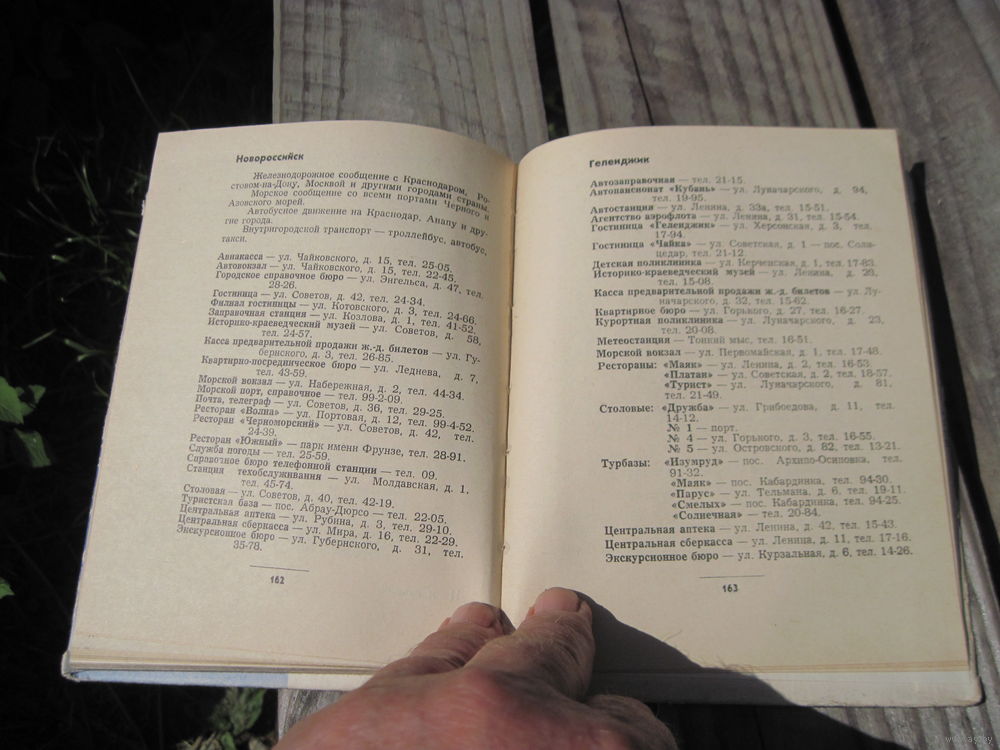 Новороссийск
Железнодорожное сообщение с Краснодаром, Ро-
стовом-на-Дону, Москвой и другими городами страны.
Морское сообщение со всеми портами Черного и
Азовского морей.
Автобусное движение на Краснодар, Анапу и дру-
гие города.
Внутригородской транспорт — троллейбус, автобус,
такси.
Авиакасса — ул. Чайковского, д. 15, тел. 25-05.
Автовокзал — ул. Чайковского, д. 15, тел. 22-45.
Городское справочное бюро — ул. Энгельса, д. 47, тел.
28-26.
Гостиница — ул. Советов, д. 42, тел. 24-34.
Филиал гостиницы — ул. Котовского, д. 3, тел. 24-66.
Заправочная станция — ул. Козлова, д. 1, тел. 41-52.
Историко-краеведческий музей — ул. Советов, д. 58,
тел. 24-57.
Касса предварительной продажи ж.-д. билетов — ул. Гу-
бернского, д. 3, тел. 26-85.
Квартирно-посредническое бюро — ул. Леднева, д. 7,
тел. 43-59.
Морской вокзал — ул. Набережная, д. 2, тел. 44-34.
Морской порт, справочное — тел. 99-2-09.
Почта, телеграф — ул. Советов, д. 36, тел. 29-25.
Ресторан «Волна» — ул. Портовая, д. 12, тел. 99-4-52.
Ресторан «Черноморский» — ул. Советов, д. 42, тел.
24-39.
Ресторан «Южный» — парк имени Фрунзе, тел. 28-91.
Служба погоды — тел. 25-59.
Справочное бюро телефонной станции — тел. 09.
Станция техобслуживания — ул. Молдавская, д. 1,
тел. 45-74.
Столовая — ул. Советов, д. 40, тел. 42-19.
Туристская база — пос. Абрау-Дюрсо — тел. 22-05.
Центральная аптека — ул. Рубина, д. 3, тел. 29-10.
Центральная сберкасса — ул. Мира, д. 16, тел. 22-29.
Экскурсионное бюро — ул. Губернского, д. 31, тел.
35-78.
162
Геленджик
Автозаправочная — тел. 21-15.
Автопансионат «Кубань» — ул. Луначарского, д. 94,
тел. 19-95.
Автостанция — ул. Ленина, д. 33а, тел. 15-51.
Агентство аэрофлота — ул. Ленина, д. 31, тел. 15-54.
Гостиница «Геленджик» — ул. Херсонская, д. 3, тел.
17-94.
Гостиница «Чайка» — ул. Советская, д. 1 — пос. Солн-
цедар, тел. 21-12.
Детская поликлиника — ул. Керченская, д. 1, тел. 17-83.
Историко-краеведческий музей — ул. Ленина, д. 23,
тел. 15-08.
Касса предварительной продажи ж.-д. билетов — ул. Лу-
начарского, д. 32, тел. 15-62.
Квартирное бюро — ул. Горького, д. 27, тел. 16-27.
Курортная поликлиника — ул. Луначарского, д. 23,
тел. 20-08.
Метеостанция — Тонкий мыс, тел. 16-51.
Морской вокзал — ул. Первомайская, д. 1, тел. 17-48.
Рестораны: «Маяк» — ул. Ленина, д. 2, тел. 16-53.
«Платан» — ул. Советская, д. 2, тел. 18-57.
«Турист» — ул. Луначарского, д. 81,
тел. 21-49.
Столовые: «Дружба» — ул. Грибоедова, д. 11, тел.
14-12.
№ 1 — порт.
№ 4 — ул. Горького, д. 3, тел. 16-55.
№ 5 — ул. Островского, д. 82, тел. 13-21.
Турбазы: «Изумруд» — пос. Архипо-Осиповка, тел.
91-32.
«Маяк» — пос. Кабардинка, тел. 94-30.
«Парус» — ул. Тельмана, д. 6, тел. 19-11.
«Смелых» — пос. Кабардинка, тел. 94-25.
«Солнечная» — тел. 20-84.
Центральная аптека — ул. Ленина, д. 42, тел. 15-43.
Центральная сберкасса — ул. Ленина, д. 11, тел. 17-16.
Экскурсионное бюро — ул. Курзальная, д. 6, тел. 14-26.
163